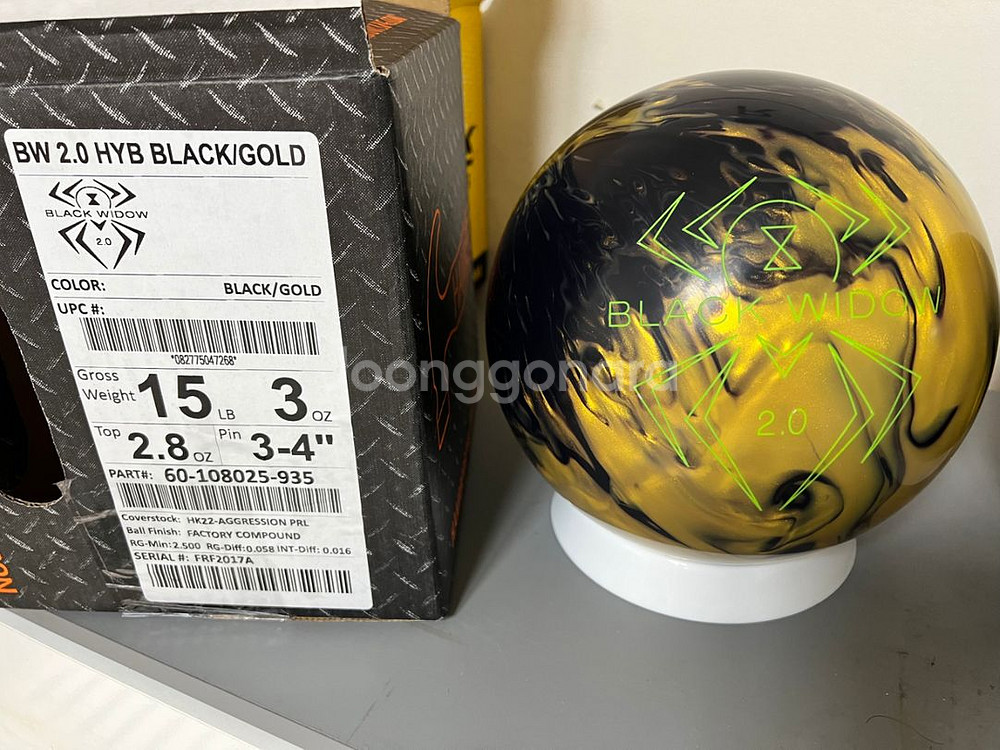 BW 2.0 HYB BLACK/GOLD
BLACK WIDOW
2.0
COLOR: BLACK/GOLD
UPC #:
*082775047268*
Gross Weight 15 LB 3 OZ
Top 2.8 OZ Pin 3-4"
PART#: 60-108025-935
Coverstock: HK22-AGGRESSION PRL
Ball Finish: FACTORY COMPOUND
RG-Min:2.500 RG-Diff:0.058 INT-Diff: 0.016
SERIAL #: FRF2017A
BLACK WIDOW
2.0
Joonggonara